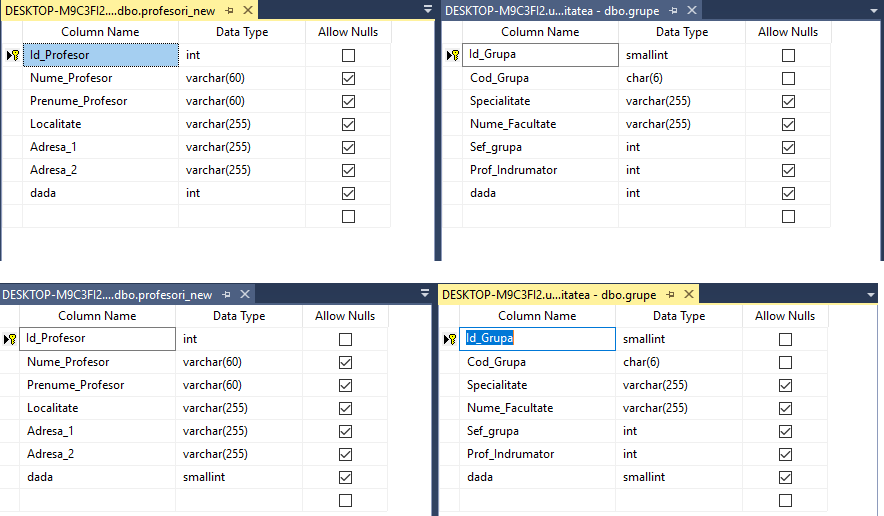 DESKTOP-M9C3FI2....dbo.profesori_new
Column Name Data Type Allow Nulls
Id_Profesor int
Nume_Profesor varchar(60)
Prenume_Profesor varchar(60)
Localitate varchar(255)
Adresa_1 varchar(255)
Adresa_2 varchar(255)
dada int
DESKTOP-M9C3FI2.u...itatea - dbo.grupe
Column Name Data Type Allow Nulls
Id_Grupa smallint
Cod_Grupa char(6)
Specialitate varchar(255)
Nume_Facultate varchar(255)
Sef_grupa int
Prof_Indrumator int
dada int
DESKTOP-M9C3FI2....dbo.profesori_new
Column Name Data Type Allow Nulls
Id_Profesor int
Nume_Profesor varchar(60)
Prenume_Profesor varchar(60)
Localitate varchar(255)
Adresa_1 varchar(255)
Adresa_2 varchar(255)
dada smallint
DESKTOP-M9C3FI2.u...itatea - dbo.grupe
Column Name Data Type Allow Nulls
Id_Grupa smallint
Cod_Grupa char(6)
Specialitate varchar(255)
Nume_Facultate varchar(255)
Sef_grupa int
Prof_Indrumator int
dada smallint